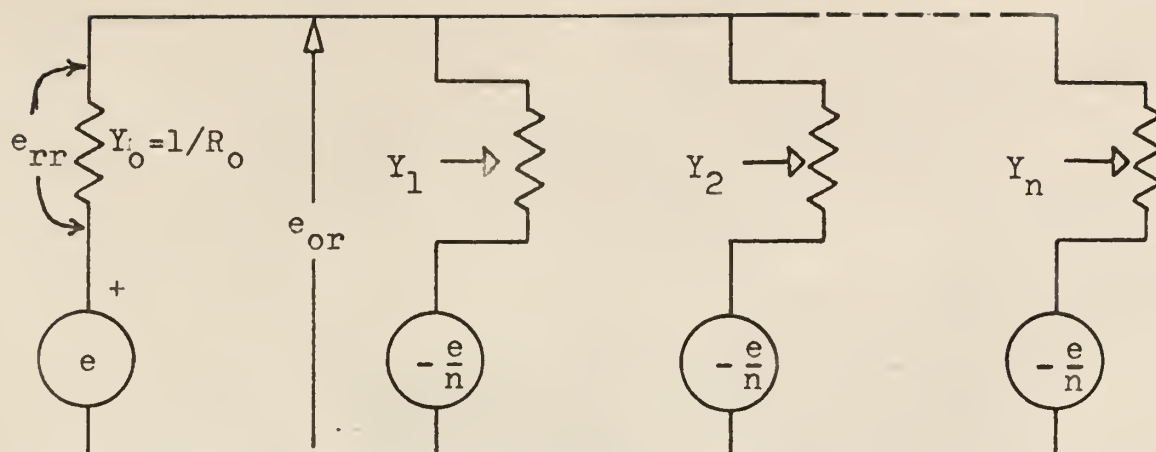 e_rr
Y_o=1/R_o
e_or
Y_1
Y_2
Y_n
+
e
- e/n
- e/n
- e/n